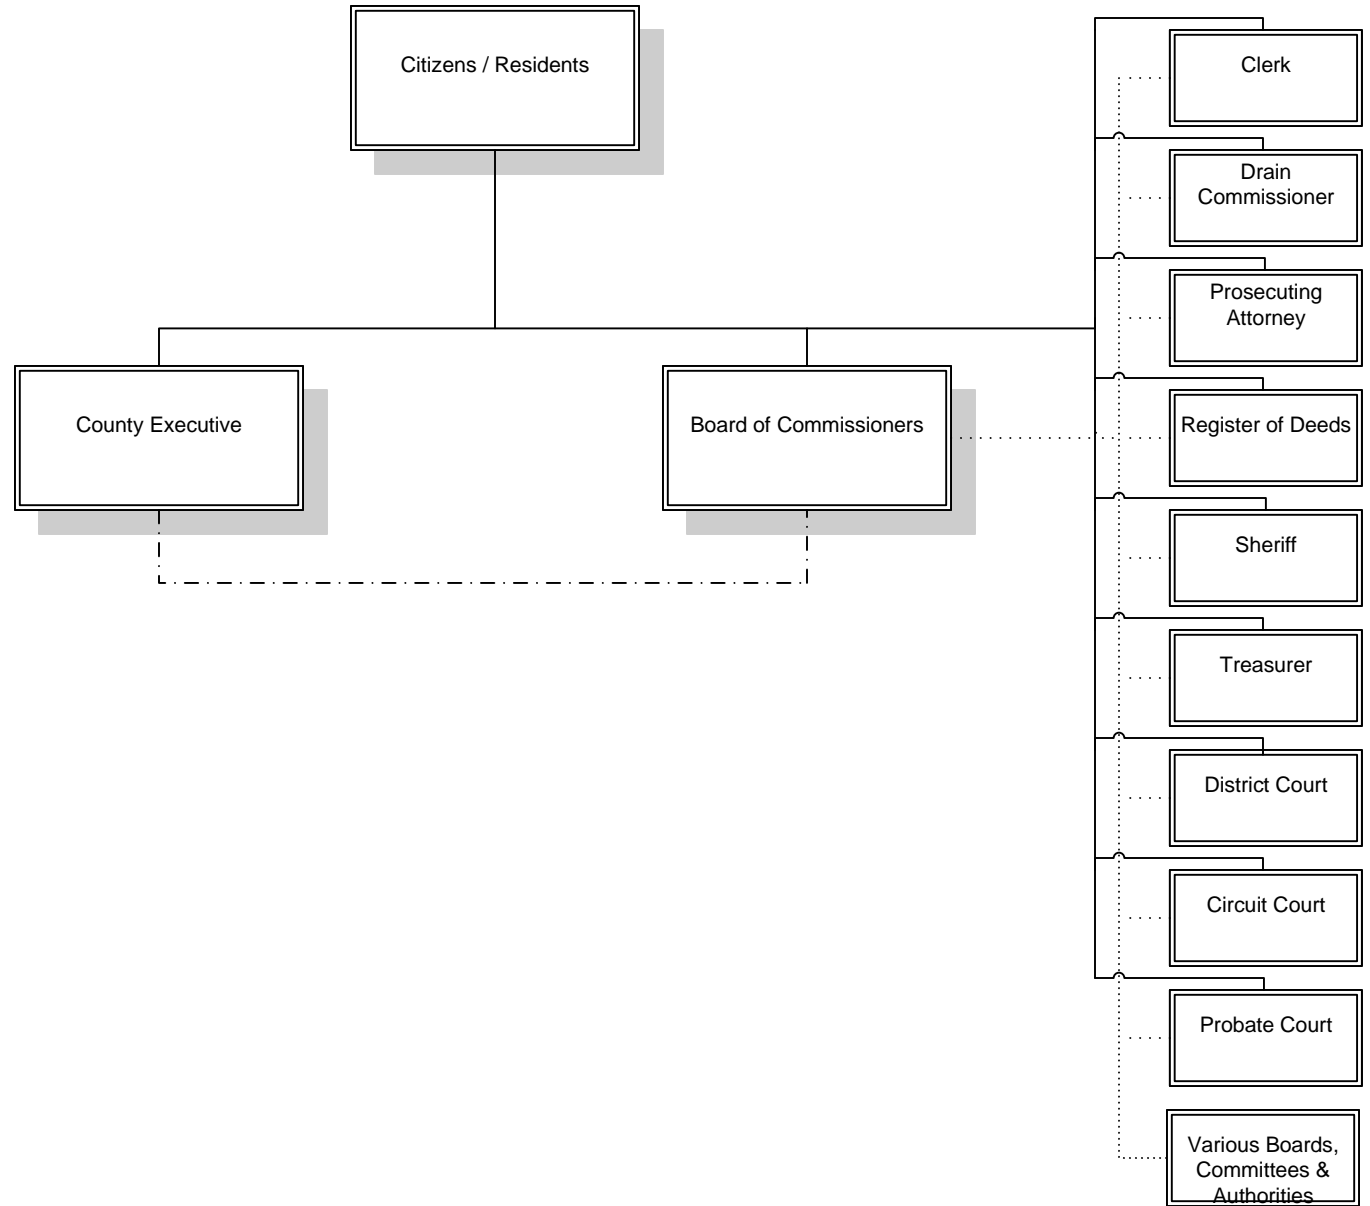 Citizens / Residents
County Executive
Board of Commissioners
Clerk
Drain
Commissioner
Prosecuting
Attorney
Register of Deeds
Sheriff
Treasurer
District Court
Circuit Court
Probate Court
Various Boards,
Committees &
Authorities